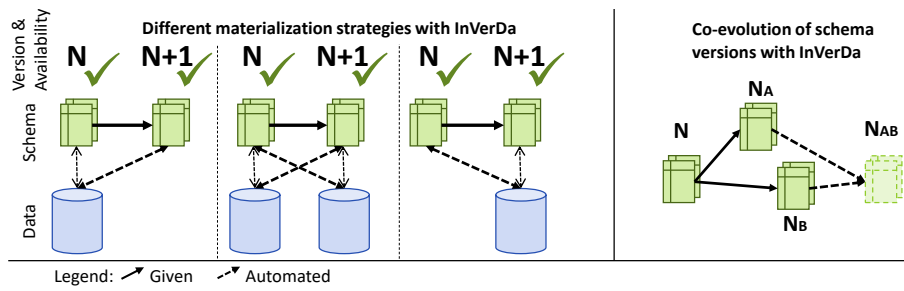 Version &
Availability
Different materialization strategies with InVerDa
N
N+1
N
N+1
N
N+1
Schema
Data
Co-evolution of schema
versions with InVerDa
N
NA
NB
NAB
Legend:
Given
Automated